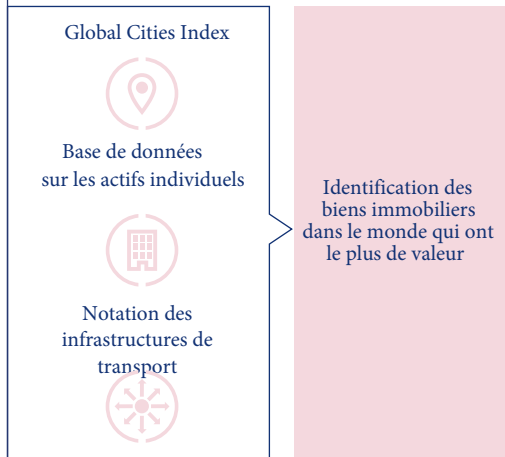 Global Cities Index
Base de données
sur les actifs individuels
Notation des
infrastructures de
transport
Identification des
biens immobiliers
dans le monde qui ont
le plus de valeur